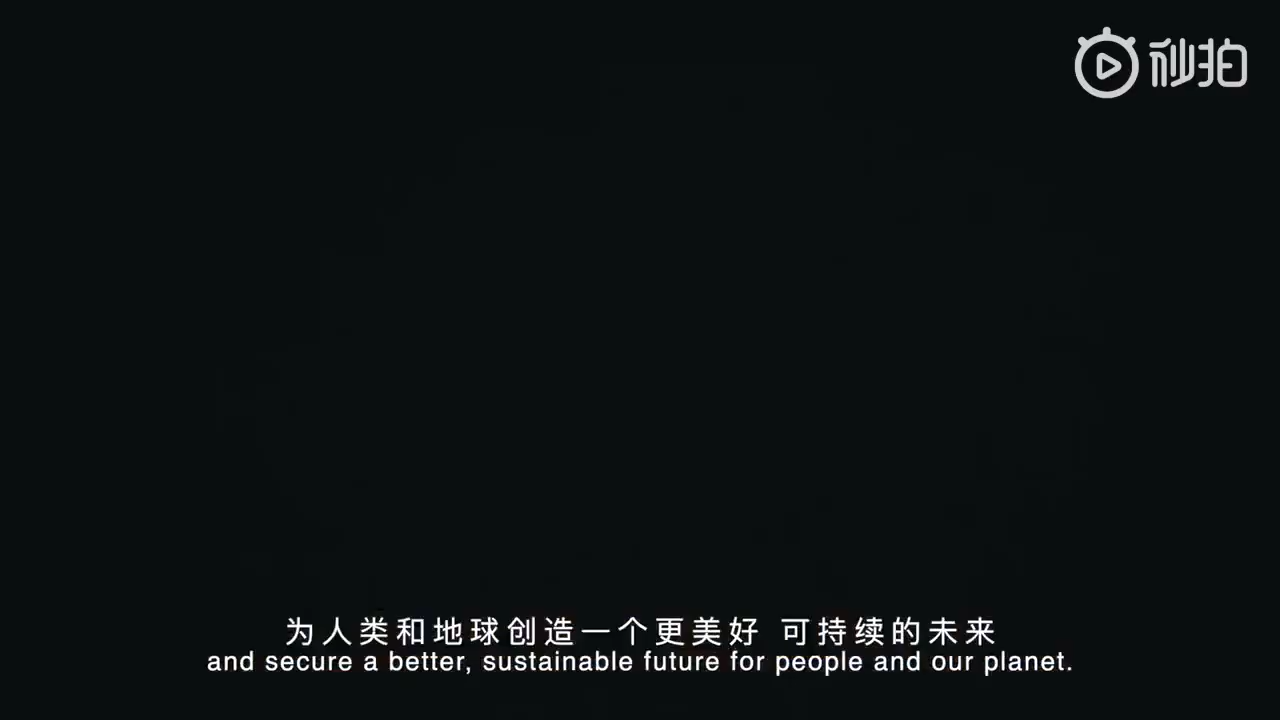 秒拍
为人类和地球创造一个更美好 可持续的未来
and secure a better, sustainable future for people and our planet.